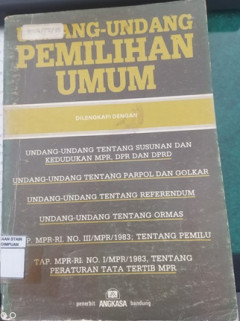 UNDANG-UNDANG
PEMILIHAN
UMUM
DILENGKAPI DENGAN
UNDANG-UNDANG TENTANG SUSUNAN DAN
KEDUDUKAN MPR, DPR DAN DPRD
UNDANG-UNDANG TENTANG PARPOL DAN GOLKAR
UNDANG-UNDANG TENTANG REFERENDUM
UNDANG-UNDANG TENTANG ORMAS
TAP. MPR-RI. NO. III/MPR/1983; TENTANG PEMILU
TAP. MPR-RI. NO. I/MPR/1983, TENTANG
PERATURAN TATA TERTIB MPR
penerbit ANGKASA bandung